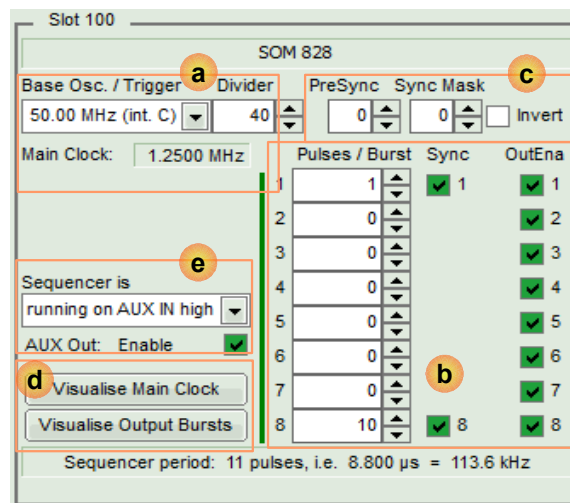 Slot 100
SOM 828
a
c
Base Osc. / Trigger Divider PreSync Sync Mask
50.00 MHz (int. C) 40 0 0 Invert
Main Clock: 1.2500 MHz
Pulses / Burst Sync OutEna
1 1 1 1
2 0 2
3 0 3
e
Sequencer is 4 0 4
running on AUX IN high 5 0 5
AUX Out: Enable 6 0 6
d b
Visualise Main Clock 7 0 7
Visualise Output Bursts 8 10 8 8
Sequencer period: 11 pulses, i.e. 8.800 µs = 113.6 kHz